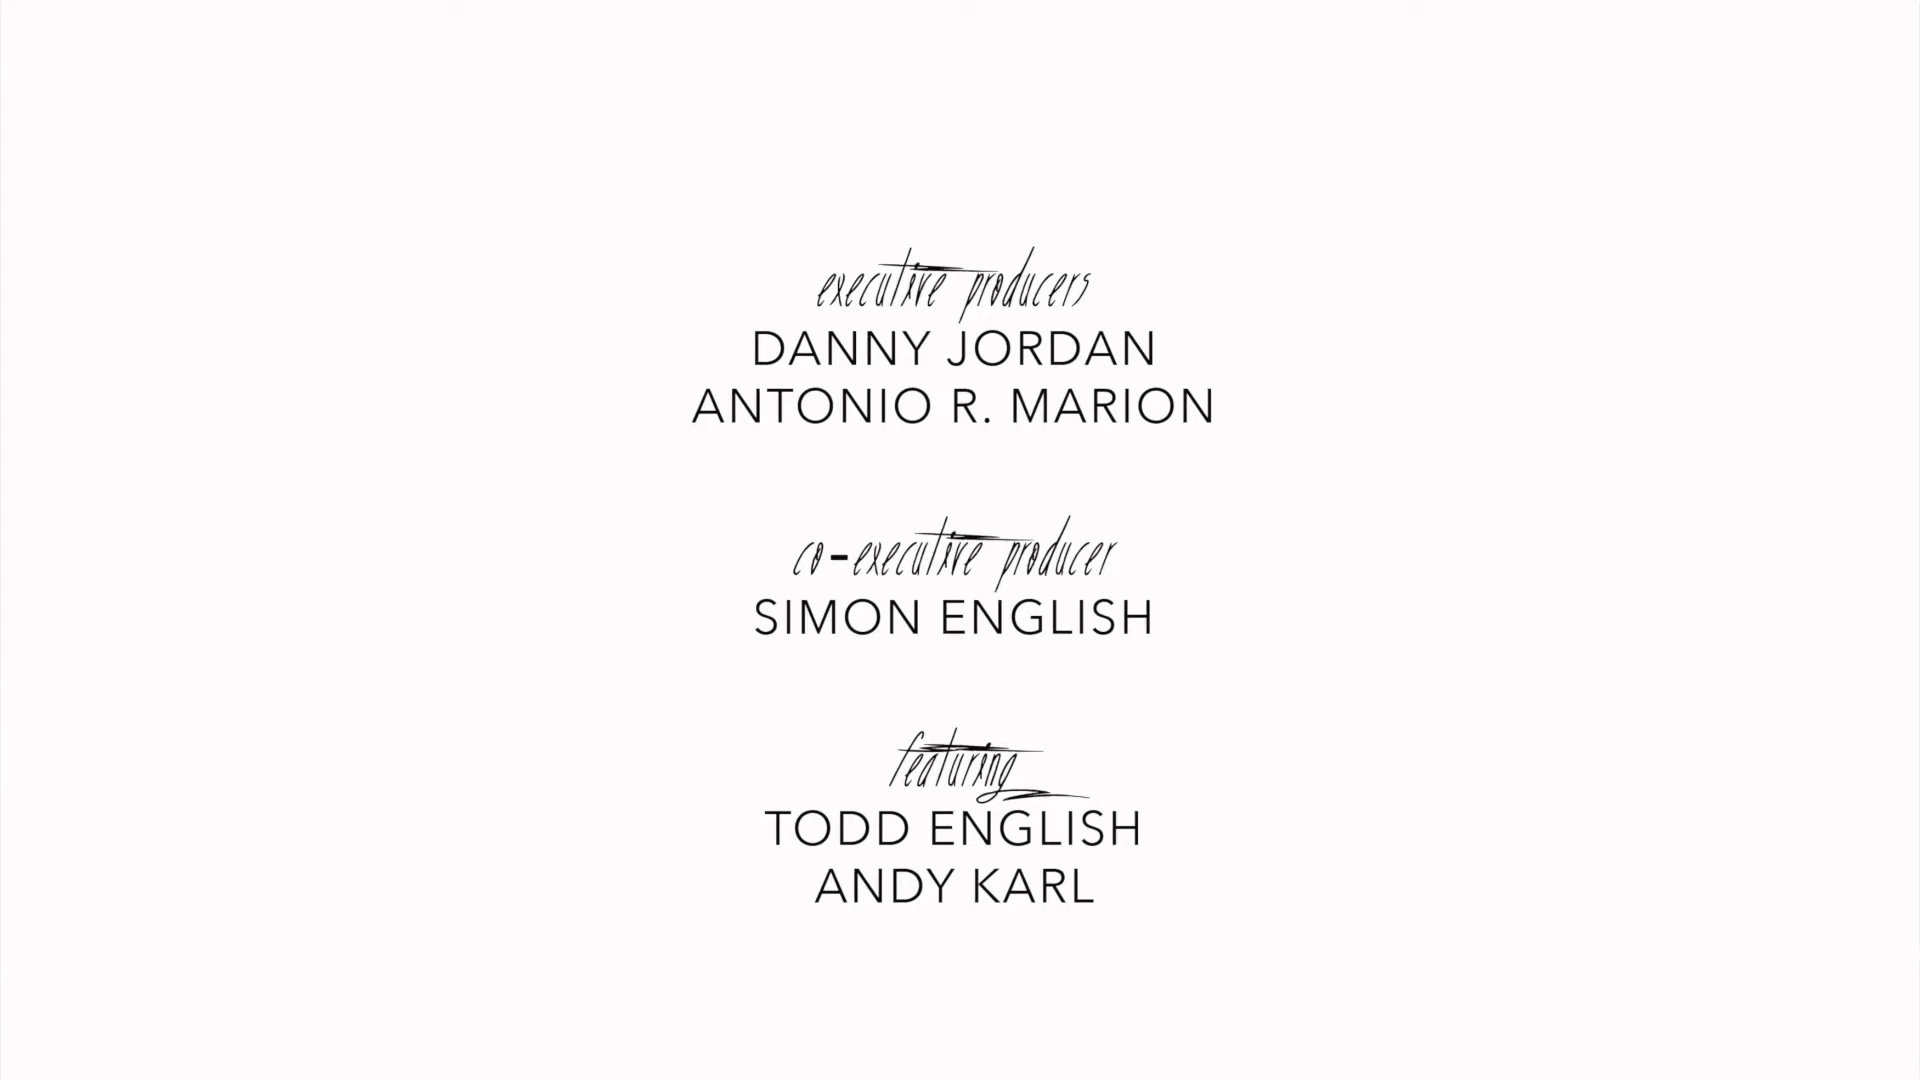 executive producers
DANNY JORDAN
ANTONIO R. MARION
co-executive producer
SIMON ENGLISH
featuring
TODD ENGLISH
ANDY KARL